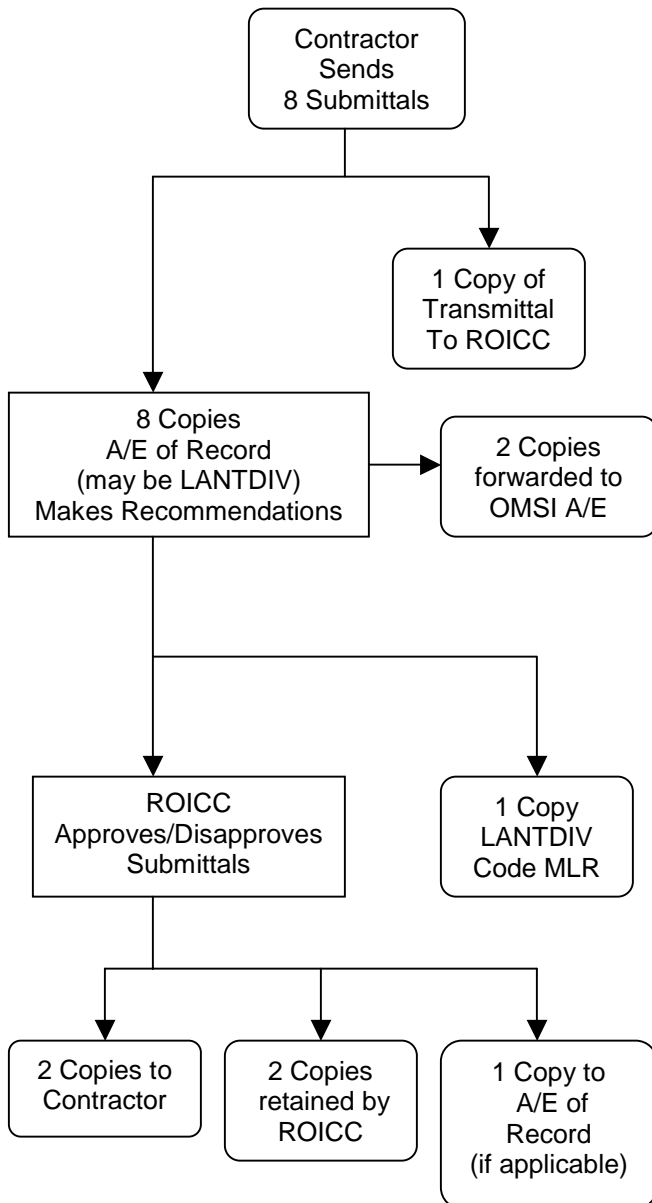 Contractor
Sends
8 Submittals
1 Copy of
Transmittal
To ROICC
8 Copies
A/E of Record
(may be LANTDIV)
Makes Recommendations
2 Copies
forwarded to
OMSI A/E
ROICC
Approves/Disapproves
Submittals
1 Copy
LANTDIV
Code MLR
2 Copies to
Contractor
2 Copies
retained by
ROICC
1 Copy to
A/E of
Record
(if applicable)